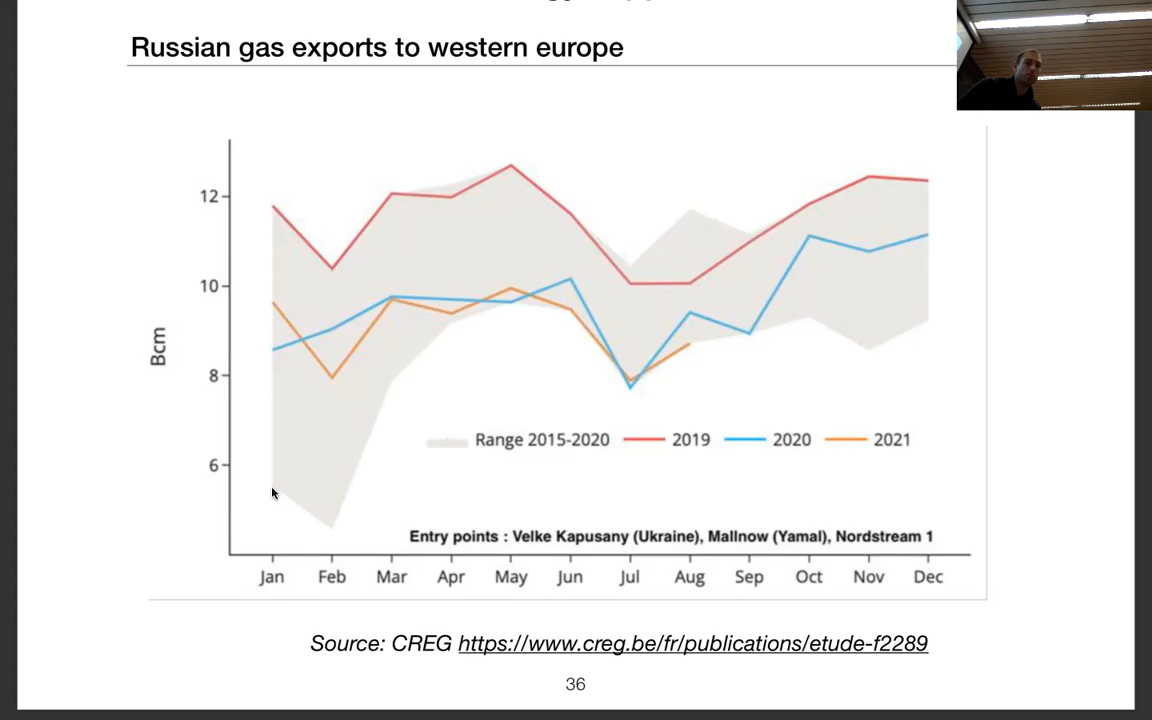 Russian gas exports to western europe
12
10
8
6
Bcm
Range 2015-2020 2019 2020 2021
Entry points : Velke Kapusany (Ukraine), Mallnow (Yamal), Nordstream 1
Jan Feb Mar Apr May Jun Jul Aug Sep Oct Nov Dec
Source: CREG https://www.creg.be/fr/publications/etude-f2289
36